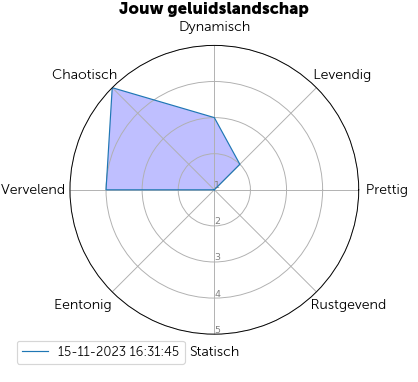 Jouw geluidslandschap
Dynamisch
Chaotisch
Levendig
Vervelend
Prettig
1
2
3
4
5
Eentonig
Rustgevend
15-11-2023 16:31:45
Statisch